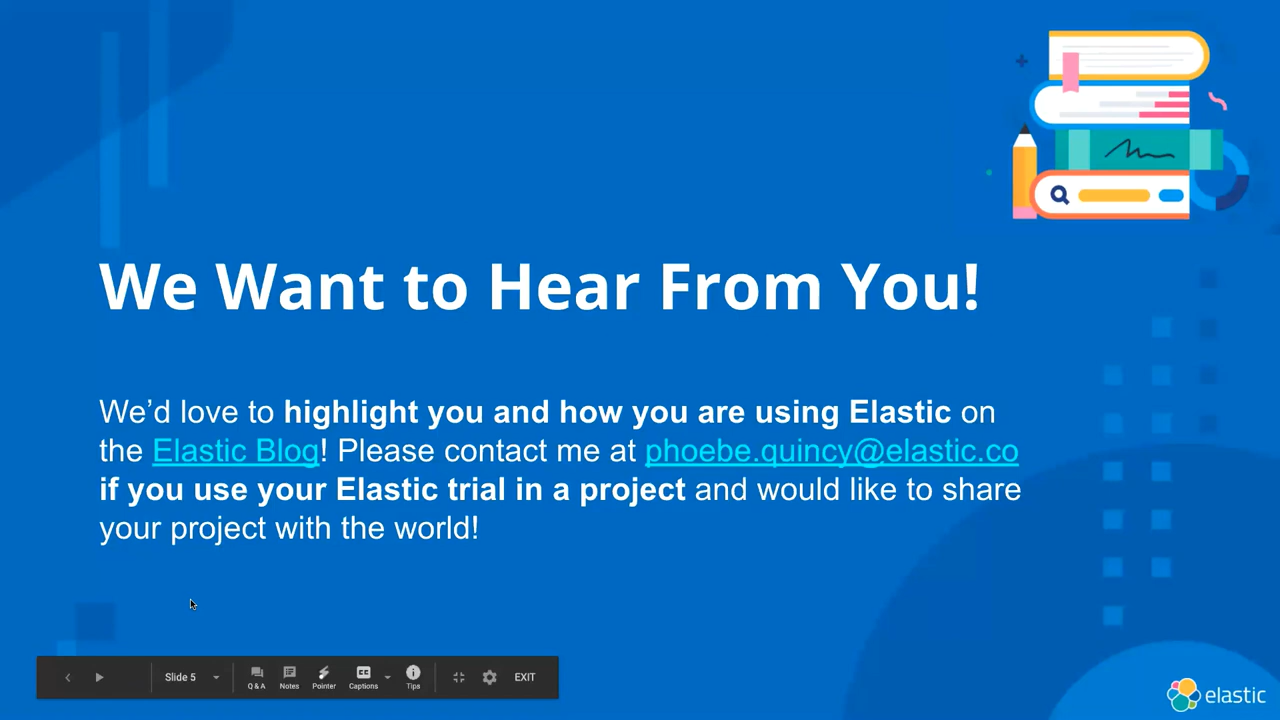 We Want to Hear From You!
We'd love to highlight you and how you are using Elastic on
the Elastic Blog! Please contact me at phoebe.quincy@elastic.co
if you use your Elastic trial in a project and would like to share
your project with the world!
Slide 5
Q & A
Notes
Pointer
Captions
Tips
EXIT
elastic